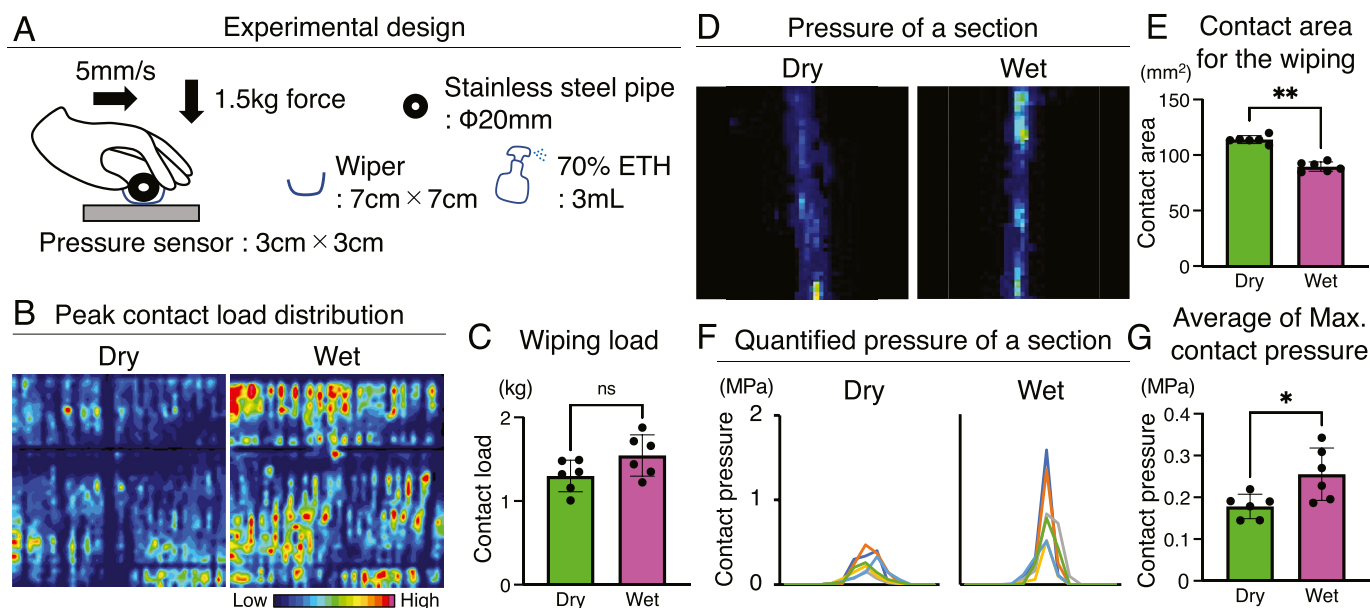 A Experimental design
5mm/s
1.5kg force
Stainless steel pipe
: Φ20mm
Wiper
: 7cm×7cm
70% ETH
: 3mL
Pressure sensor : 3cm×3cm
B Peak contact load distribution
Dry Wet
Low High
C Wiping load
(kg)
ns
Contact load
2
1
0
Dry Wet
D Pressure of a section
Dry Wet
E Contact area
for the wiping
(mm²)
**
Contact area
150
100
50
0
Dry Wet
F Quantified pressure of a section
(MPa)
Dry Wet
Contact pressure
2
1
0
G Average of Max.
contact pressure
(MPa)
*
Contact pressure
0.4
0.3
0.2
0.1
0
Dry Wet